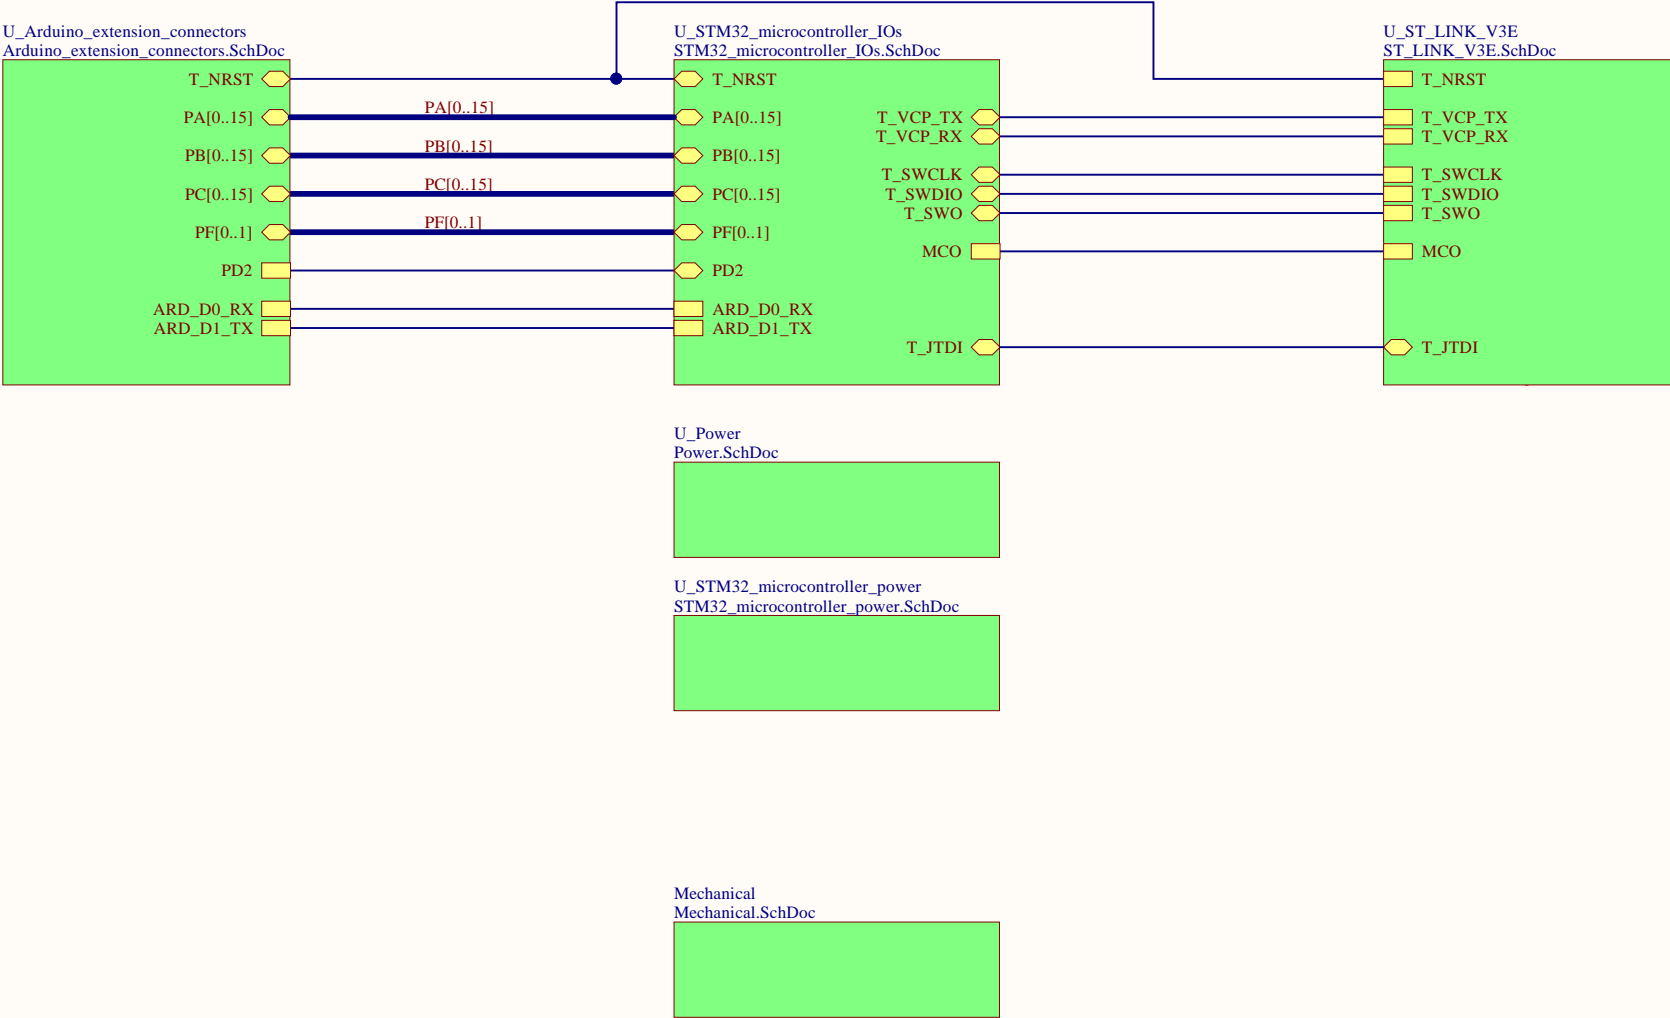 U_Arduino_extension_connectors
Arduino_extension_connectors.SchDoc
T_NRST
PA[0..15]
PB[0..15]
PC[0..15]
PF[0..1]
PD2
ARD_D0_RX
ARD_D1_TX
PA[0..15]
PB[0..15]
PC[0..15]
PF[0..1]
U_STM32_microcontroller_IOs
STM32_microcontroller_IOs.SchDoc
T_NRST
PA[0..15]
PB[0..15]
PC[0..15]
PF[0..1]
PD2
ARD_D0_RX
ARD_D1_TX
T_VCP_TX
T_VCP_RX
T_SWCLK
T_SWDIO
T_SWO
MCO
T_JTDI
U_ST_LINK_V3E
ST_LINK_V3E.SchDoc
T_NRST
T_VCP_TX
T_VCP_RX
T_SWCLK
T_SWDIO
T_SWO
MCO
T_JTDI
U_Power
Power.SchDoc
U_STM32_microcontroller_power
STM32_microcontroller_power.SchDoc
Mechanical
Mechanical.SchDoc